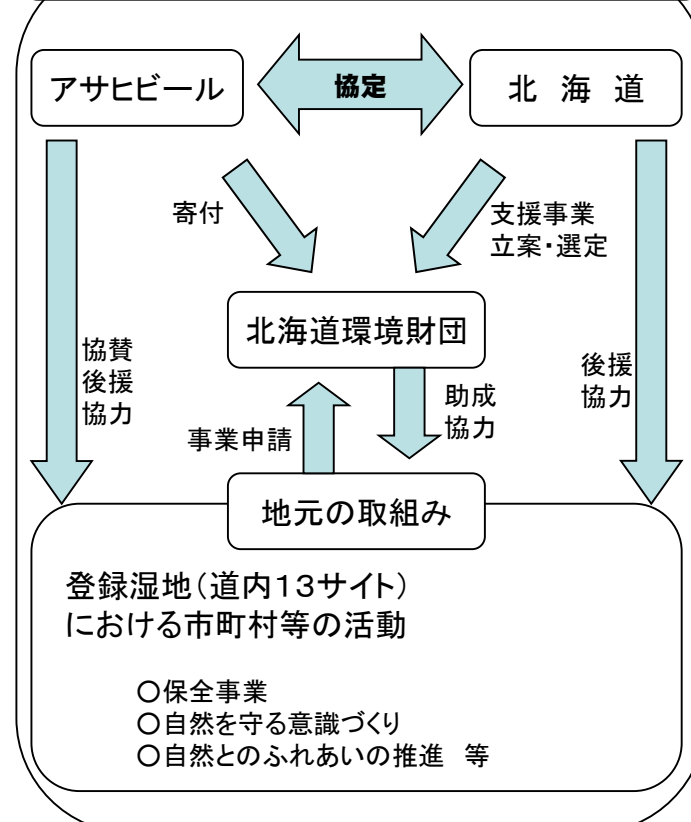 アサヒビール
協定
北 海 道
寄付
支援事業
立案・選定
北海道環境財団
協賛
後援
協力
後援
協力
事業申請
助成
協力
地元の取組み
登録湿地(道内13サイト)
における市町村等の活動
○保全事業
○自然を守る意識づくり
○自然とのふれあいの推進 等